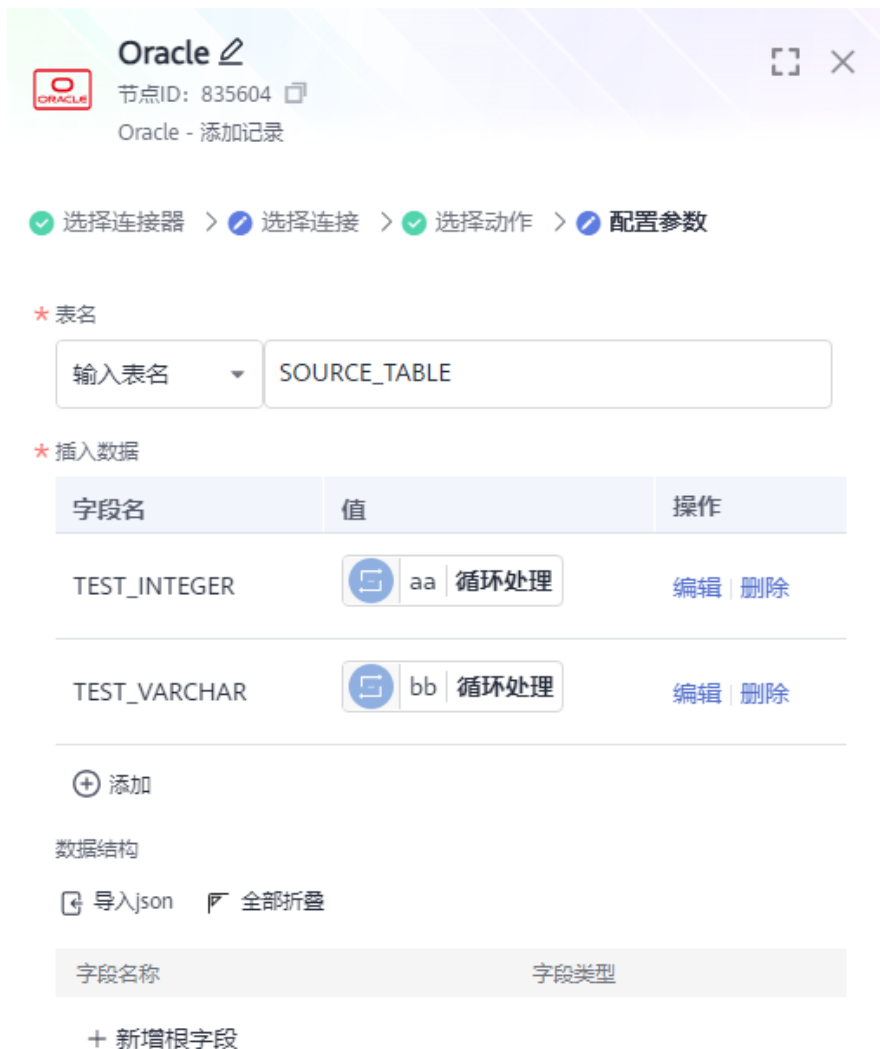 Oracle
ORACLE
节点ID：835604
Oracle - 添加记录
选择连接器 > 选择连接 > 选择动作 > 配置参数
* 表名
输入表名 SOURCE_TABLE
* 插入数据
字段名 值 操作
TEST_INTEGER aa 循环处理 编辑 | 删除
TEST_VARCHAR bb 循环处理 编辑 | 删除
添加
数据结构
导入json 全部折叠
字段名称 字段类型
+ 新增根字段